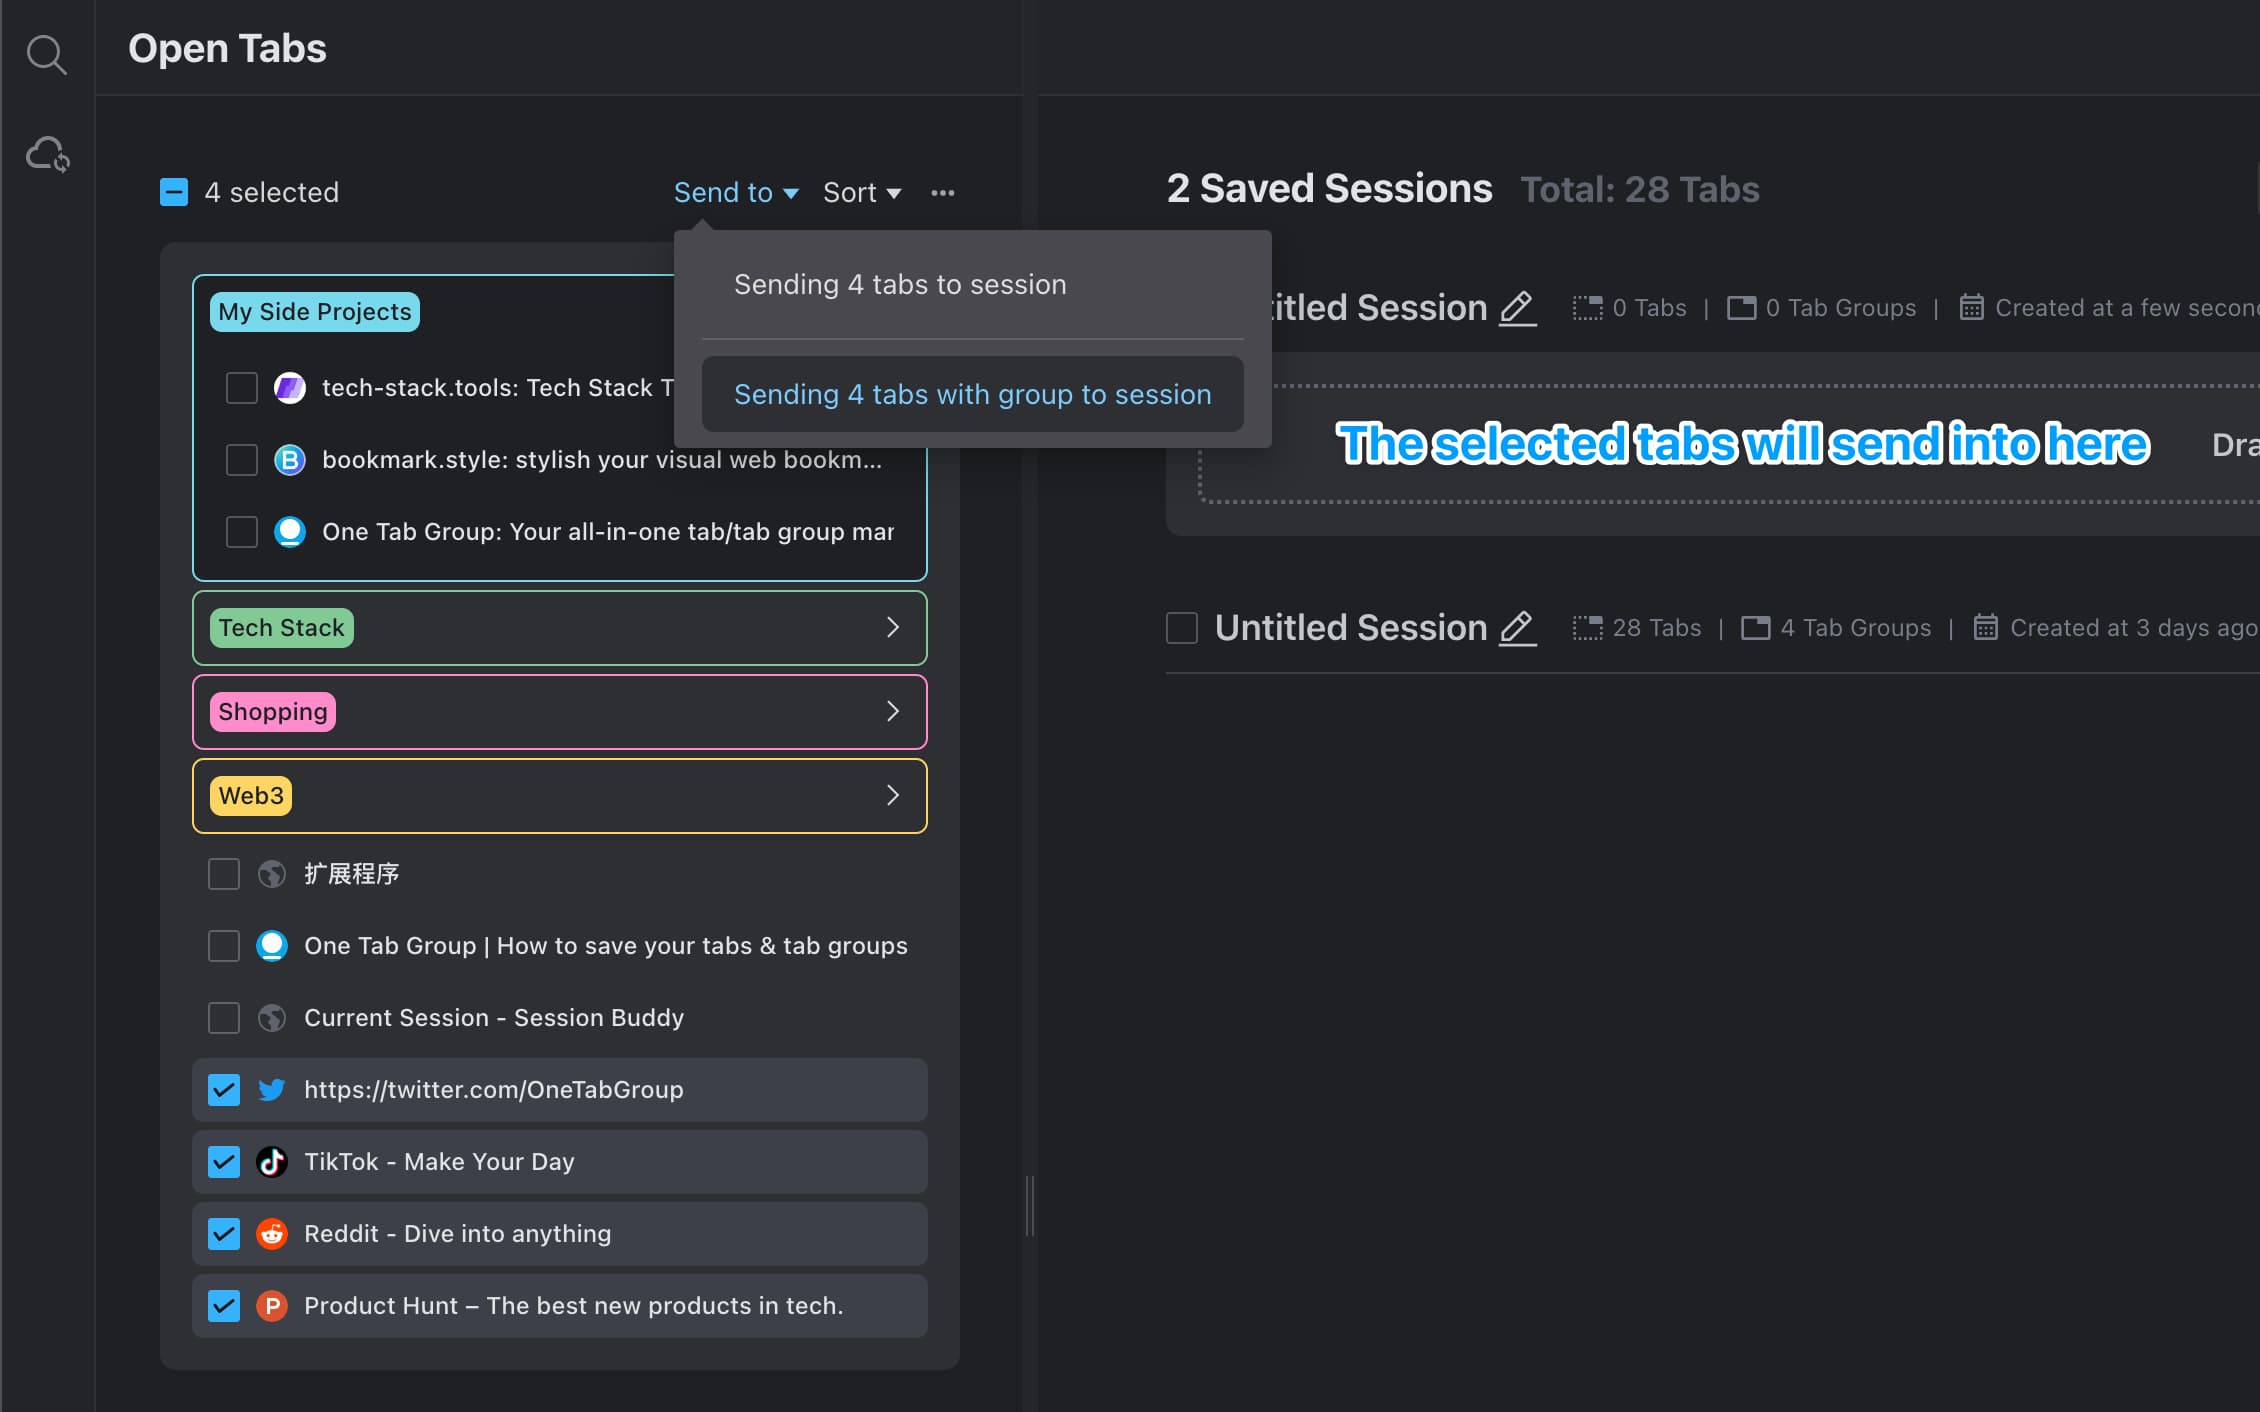 Open Tabs
4 selected
Send to
Sort
Sending 4 tabs to session
Sending 4 tabs with group to session
My Side Projects
tech-stack.tools: Tech Stack T
bookmark.style: stylish your visual web bookm...
One Tab Group: Your all-in-one tab/tab group mar
Tech Stack
Shopping
Web3
扩展程序
One Tab Group | How to save your tabs & tab groups
Current Session - Session Buddy
https://twitter.com/OneTabGroup
TikTok - Make Your Day
Reddit - Dive into anything
Product Hunt – The best new products in tech.
2 Saved Sessions Total: 28 Tabs
itled Session 0 Tabs | 0 Tab Groups | Created at a few secon
The selected tabs will send into here
Dra
Untitled Session 28 Tabs | 4 Tab Groups | Created at 3 days ago